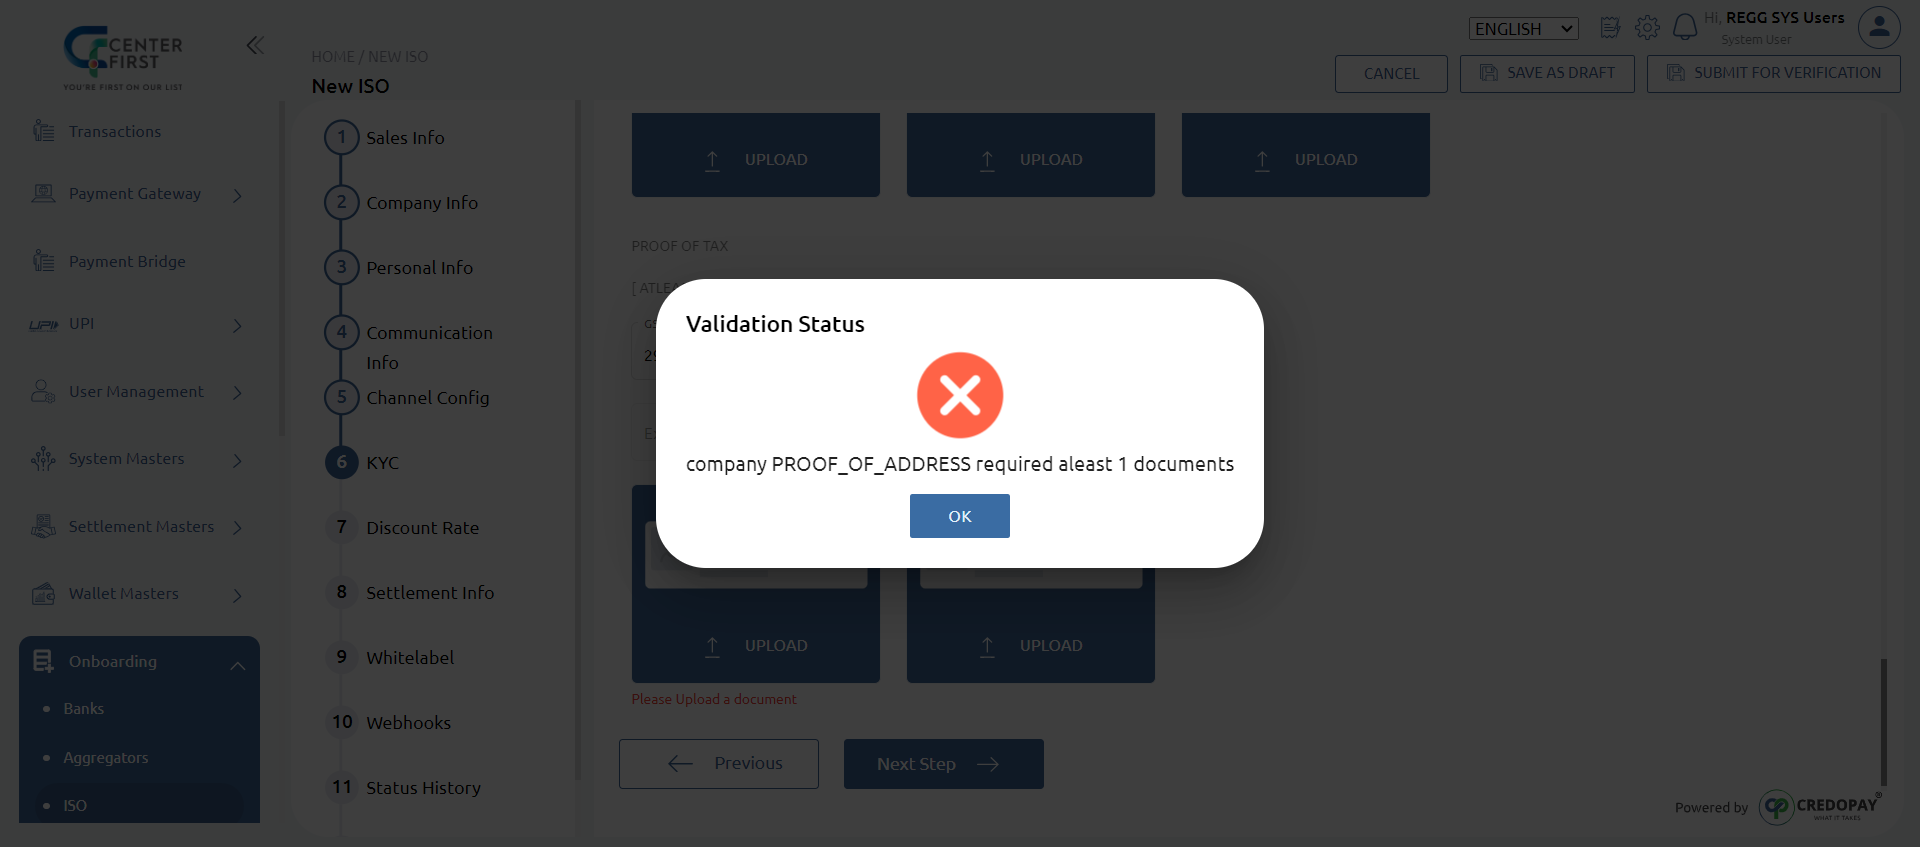 CENTER
FIRST
YOU'RE FIRST ON OUR LIST
HOME / NEW ISO
New ISO
ENGLISH
Hi, REGG SYS Users
System User
CANCEL
SAVE AS DRAFT
SUBMIT FOR VERIFICATION
Transactions
Payment Gateway
Payment Bridge
UPI
UPI
User Management
System Masters
Settlement Masters
Wallet Masters
Onboarding
Banks
Aggregators
ISO
1 Sales Info
2 Company Info
3 Personal Info
4 Communication
Info
5 Channel Config
6 KYC
7 Discount Rate
8 Settlement Info
9 Whitelabel
10 Webhooks
11 Status History
UPLOAD
UPLOAD
UPLOAD
PROOF OF TAX
Validation Status
company PROOF_OF_ADDRESS required aleast 1 documents
OK
UPLOAD
UPLOAD
Please Upload a document
Previous
Next Step
Powered by
CREDOPAY
WHAT IT TAKES